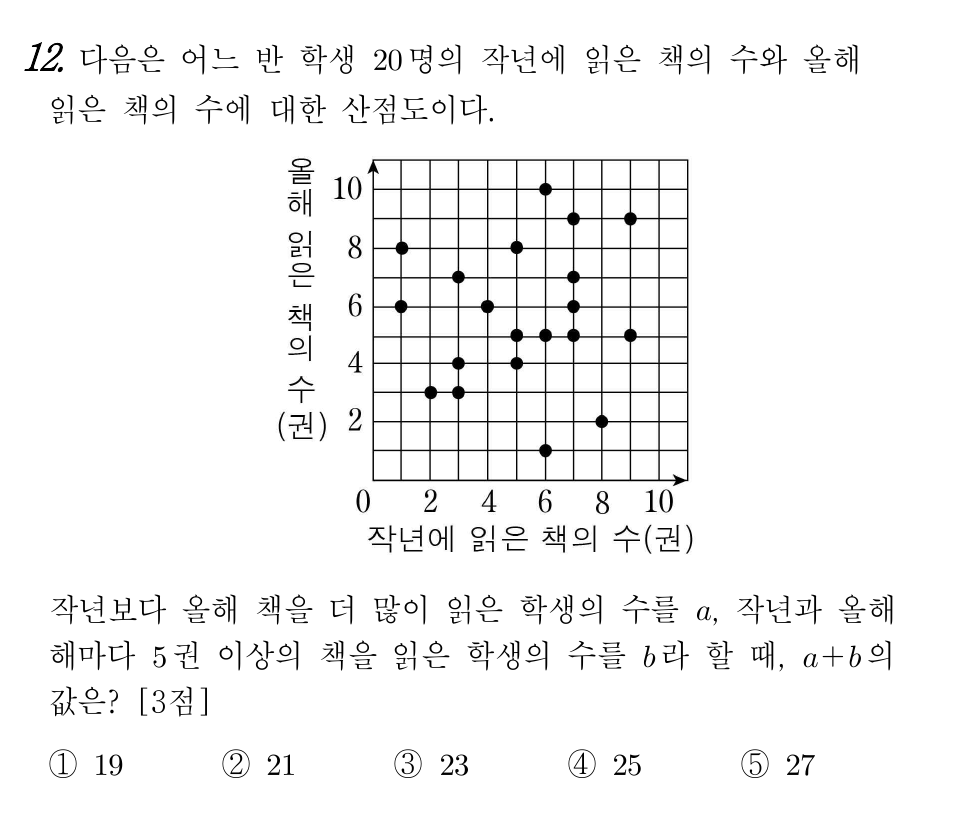 12. 다음은 어느 반 학생 20명의 작년에 읽은 책의 수와 올해
읽은 책의 수에 대한 산점도이다.
올해 읽은 책의 수(권)
10
8
6
4
2
0 2 4 6 8 10
작년에 읽은 책의 수(권)
작년보다 올해 책을 더 많이 읽은 학생의 수를 a, 작년과 올해
해마다 5권 이상의 책을 읽은 학생의 수를 b라 할 때, a+b의
값은? [3점]
① 19 ② 21 ③ 23 ④ 25 ⑤ 27